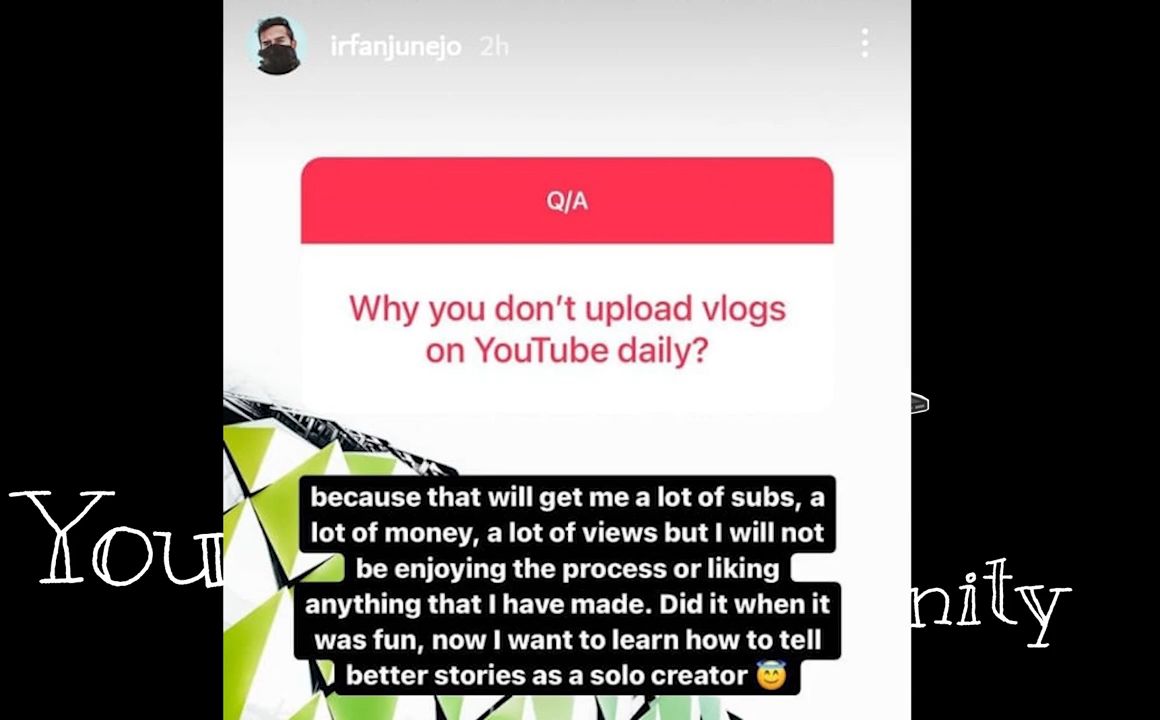 irfanjunejo 2h
Q/A
Why you don't upload vlogs
on YouTube daily?
because that will get me a lot of subs, a
lot of money, a lot of views but I will not
be enjoying the process or liking
anything that I have made. Did it when it
was fun, now I want to learn how to tell
better stories as a solo creator 😇
You
nity